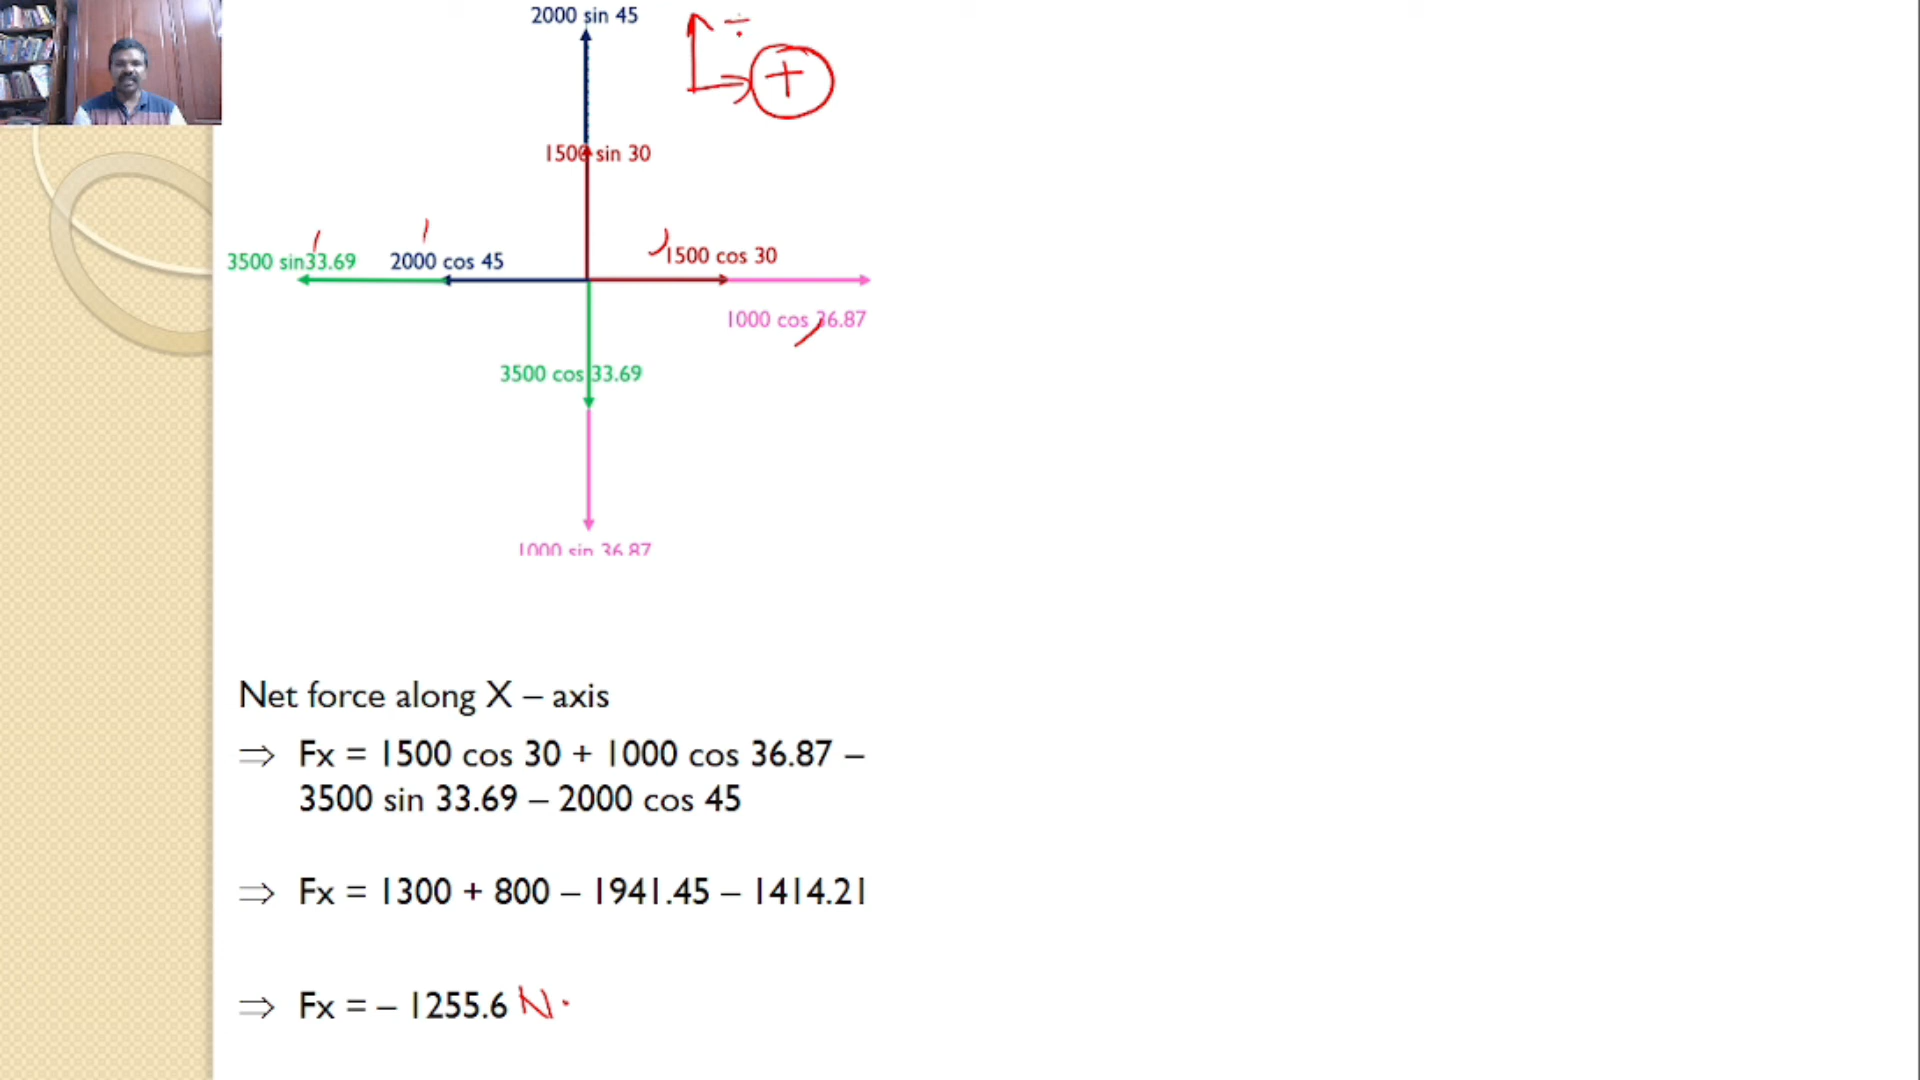 2000 sin 45
÷
+
1500 sin 30
3500 sin33.69
2000 cos 45
1500 cos 30
1000 cos 36.87
3500 cos 33.69
1000 sin 36.87
Net force along X – axis
⇒ Fx = 1500 cos 30 + 1000 cos 36.87 –
3500 sin 33.69 – 2000 cos 45
⇒ Fx = 1300 + 800 – 1941.45 – 1414.21
⇒ Fx = – 1255.6 N.